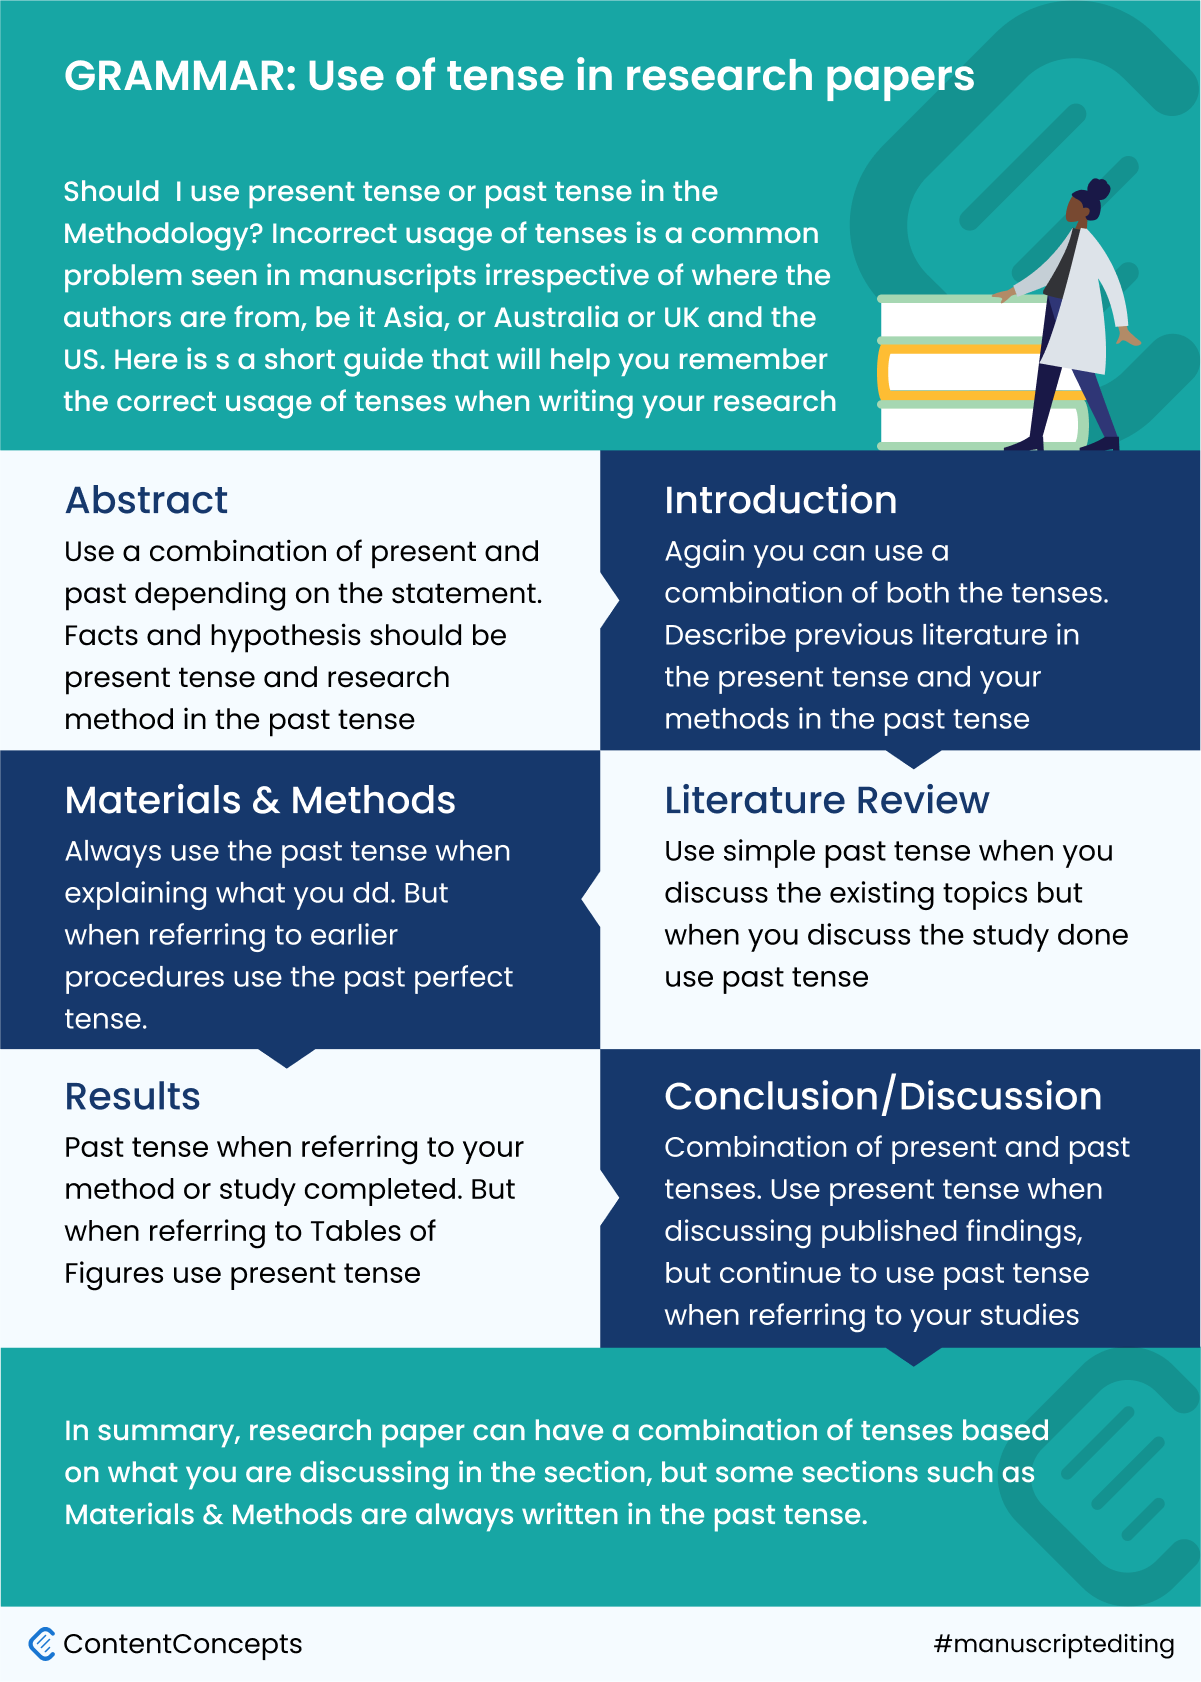 GRAMMAR: Use of tense in research papers
Should I use present tense or past tense in the
Methodology? Incorrect usage of tenses is a common
problem seen in manuscripts irrespective of where the
authors are from, be it Asia, or Australia or UK and the
US. Here is s a short guide that will help you remember
the correct usage of tenses when writing your research
Abstract
Use a combination of present and
past depending on the statement.
Facts and hypothesis should be
present tense and research
method in the past tense
Introduction
Again you can use a
combination of both the tenses.
Describe previous literature in
the present tense and your
methods in the past tense
Literature Review
Use simple past tense when you
discuss the existing topics but
when you discuss the study done
use past tense
Materials & Methods
Always use the past tense when
explaining what you dd. But
when referring to earlier
procedures use the past perfect
tense.
Results
Past tense when referring to your
method or study completed. But
when referring to Tables of
Figures use present tense
Conclusion/Discussion
Combination of present and past
tenses. Use present tense when
discussing published findings,
but continue to use past tense
when referring to your studies
In summary, research paper can have a combination of tenses based
on what you are discussing in the section, but some sections such as
Materials & Methods are always written in the past tense.
ContentConcepts
#manuscriptediting